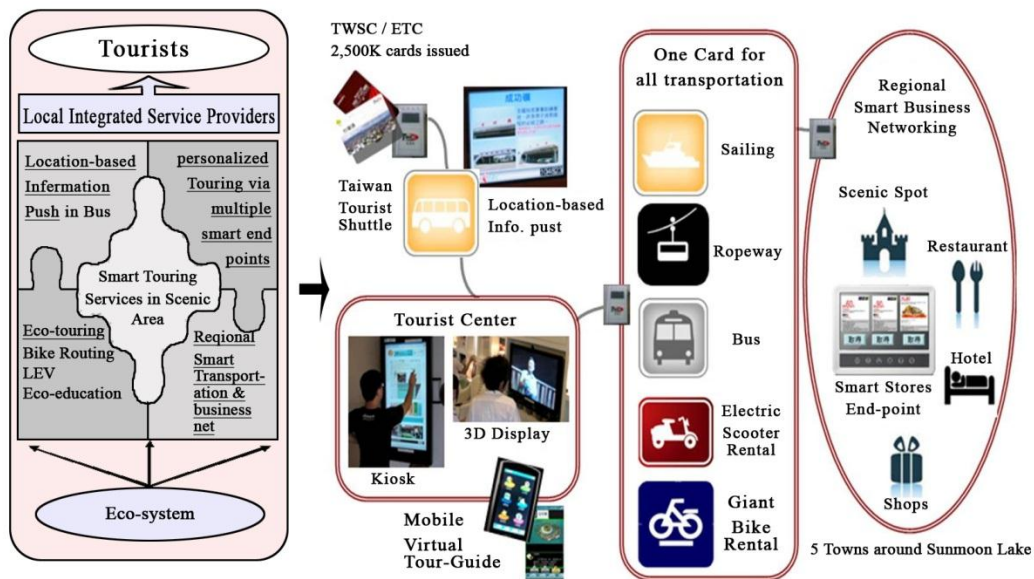 Tourists
Local Integrated Service Providers
Location-based
Infermation
Push in Bus
personalized
Touring via
multiple
smart end
points
Smart Touring
Services in Scenic
Area
Eco-touring
Bike Routing
LEV
Eco-education
Reqional
Smart
Transport-
ation &
business
net
Eco-system
TWSC / ETC
2,500K cards issued
成功礁
Taiwan
Tourist
Shuttle
Location-based
Info. pust
Tourist Center
Kiosk
3D Display
Mobile
Virtual
Tour-Guide
One Card for
all transportation
Sailing
Ropeway
Bus
Electric
Scooter
Rental
Giant
Bike
Rental
Regional
Smart Business
Networking
Scenic Spot
Restaurant
Smart Stores
End-point
Hotel
Shops
5 Towns around Sunmoon Lake